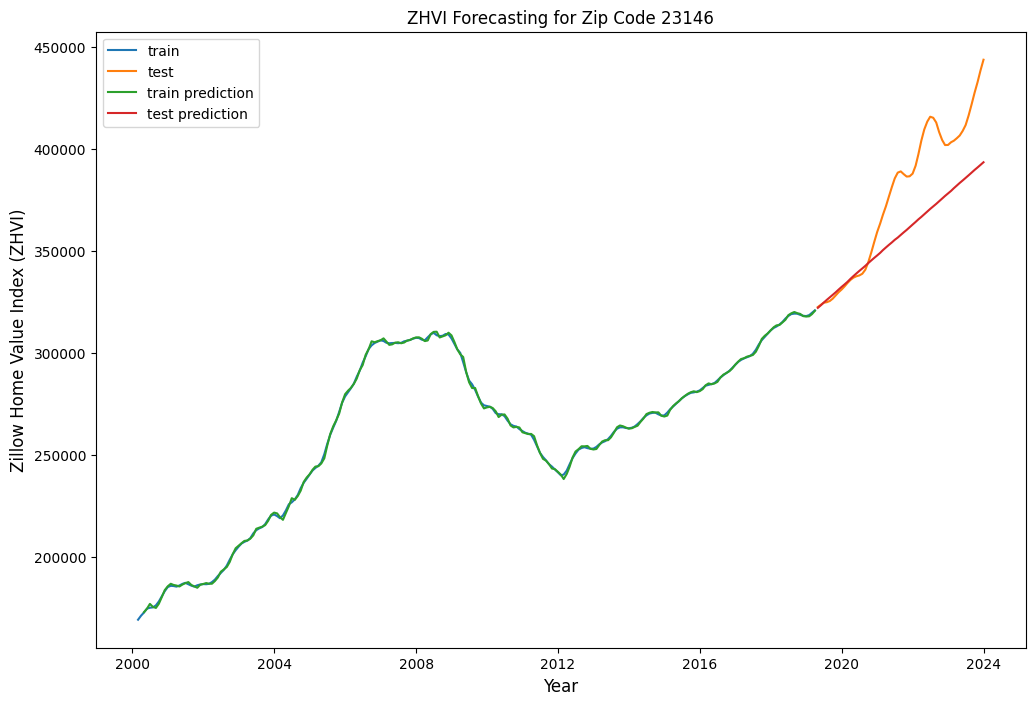 ZHVI Forecasting for Zip Code 23146
train
test
train prediction
test prediction
Zillow Home Value Index (ZHVI)
450000
400000
350000
300000
250000
200000
2000 2004 2008 2012 2016 2020 2024
Year